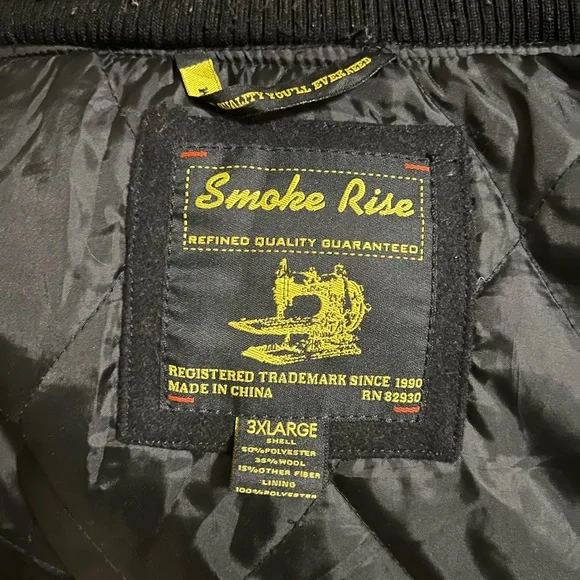 QUALITY YOU'LL EVER NEED
Smoke Rise
REFINED QUALITY GUARANTEED
REGISTERED TRADEMARK SINCE 1990
MADE IN CHINA RN 82930
3XLARGE
SHELL
50%POLYESTER
35%WOOL
15%OTHER FIBER
LINING
100%POLYESTER